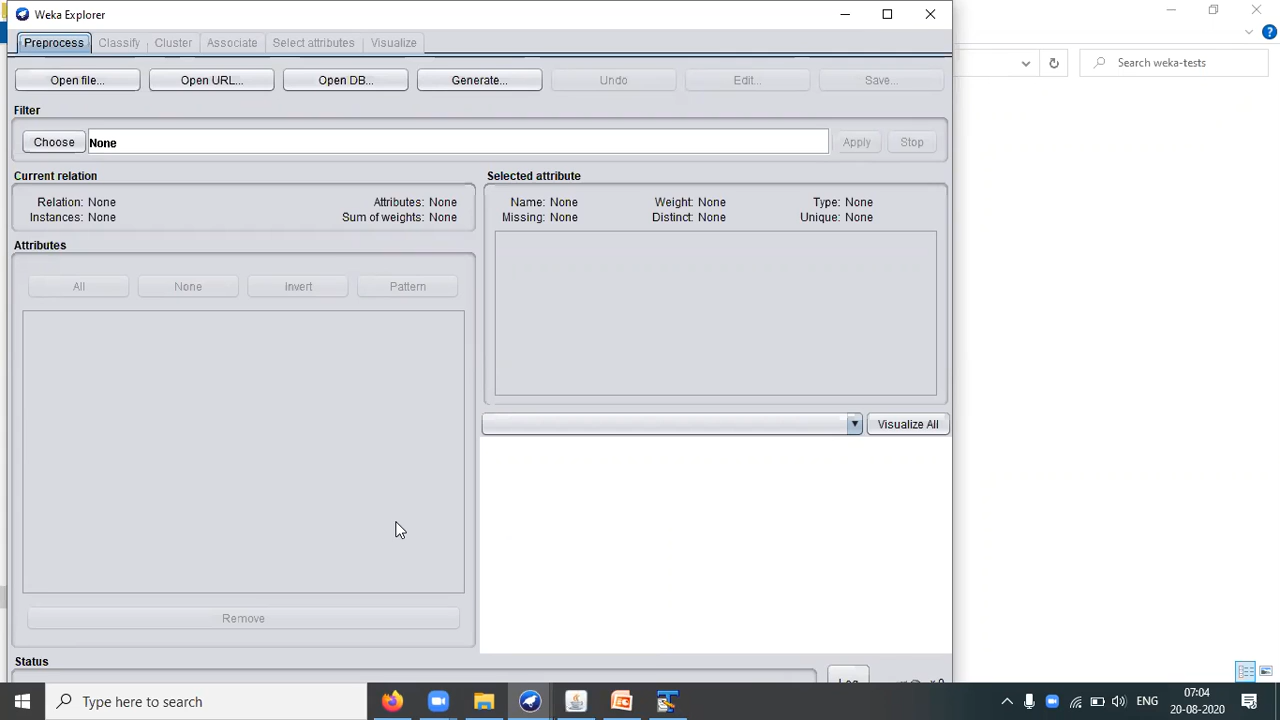 Weka Explorer
Preprocess Classify Cluster Associate Select attributes Visualize
Open file... Open URL... Open DB... Generate... Undo Edit... Save...
Search weka-tests
Filter
Choose None Apply Stop
Current relation
Relation: None Attributes: None
Instances: None Sum of weights: None
Selected attribute
Name: None Weight: None Type: None
Missing: None Distinct: None Unique: None
Attributes
All None Invert Pattern
Visualize All
Remove
Status
Type here to search
ENG
07:04
20-08-2020